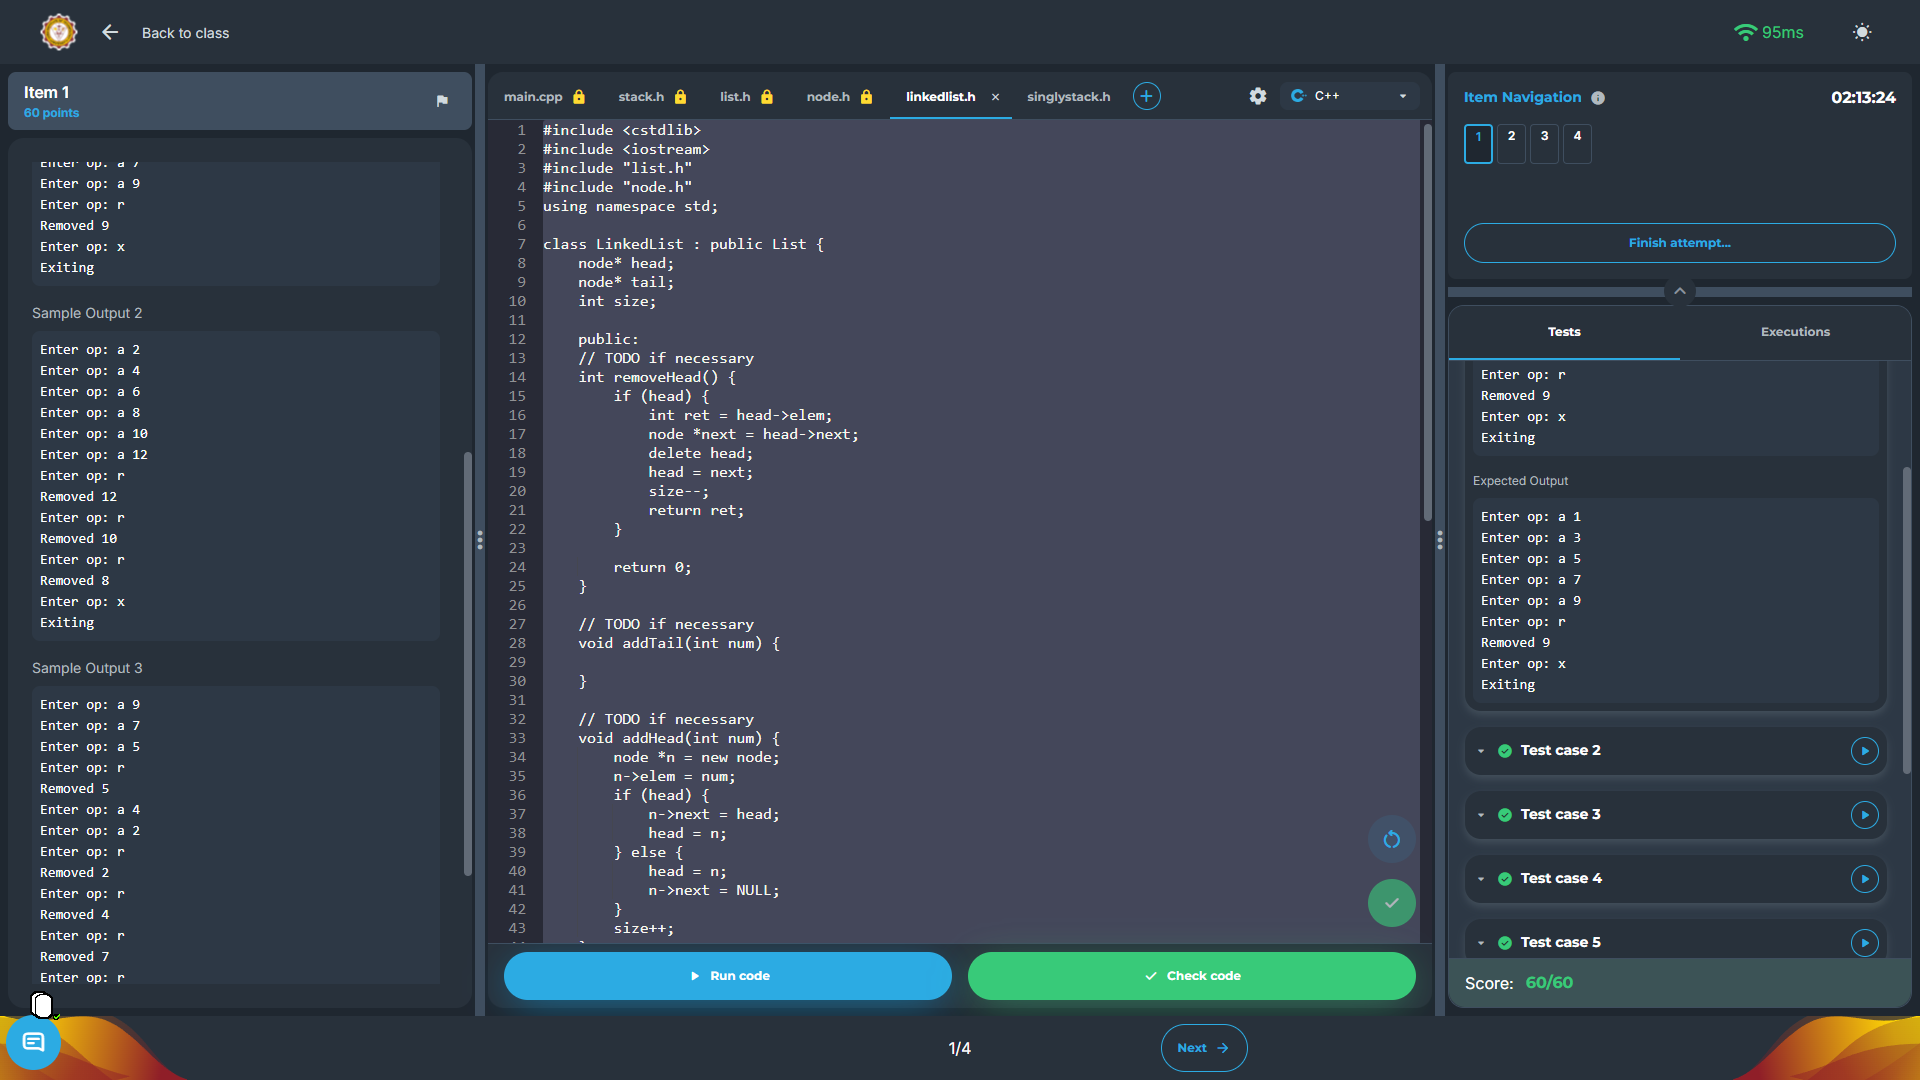 Back to class
95ms
Item 1
60 points
Enter op: a 7
Enter op: a 9
Enter op: r
Removed 9
Enter op: x
Exiting
Sample Output 2
Enter op: a 2
Enter op: a 4
Enter op: a 6
Enter op: a 8
Enter op: a 10
Enter op: a 12
Enter op: r
Removed 12
Enter op: r
Removed 10
Enter op: r
Removed 8
Enter op: x
Exiting
Sample Output 3
Enter op: a 9
Enter op: a 7
Enter op: a 5
Enter op: r
Removed 5
Enter op: a 4
Enter op: a 2
Enter op: r
Removed 2
Enter op: r
Removed 4
Enter op: r
Removed 7
Enter op: r
main.cpp stack.h list.h node.h linkedlist.h × singlystack.h C++
1 #include <cstdlib>
2 #include <iostream>
3 #include "list.h"
4 #include "node.h"
5 using namespace std;
6
7 class LinkedList : public List {
8     node* head;
9     node* tail;
10     int size;
11
12     public:
13     // TODO if necessary
14     int removeHead() {
15         if (head) {
16             int ret = head->elem;
17             node *next = head->next;
18             delete head;
19             head = next;
20             size--;
21             return ret;
22         }
23
24         return 0;
25     }
26
27     // TODO if necessary
28     void addTail(int num) {
29
30     }
31
32     // TODO if necessary
33     void addHead(int num) {
34         node *n = new node;
35         n->elem = num;
36         if (head) {
37             n->next = head;
38             head = n;
39         } else {
40             head = n;
41             n->next = NULL;
42         }
43         size++;
Run code
Check code
Item Navigation
02:13:24
1 2 3 4
Finish attempt...
Tests Executions
Enter op: r
Removed 9
Enter op: x
Exiting
Expected Output
Enter op: a 1
Enter op: a 3
Enter op: a 5
Enter op: a 7
Enter op: a 9
Enter op: r
Removed 9
Enter op: x
Exiting
Test case 2
Test case 3
Test case 4
Test case 5
Score: 60/60
1/4
Next